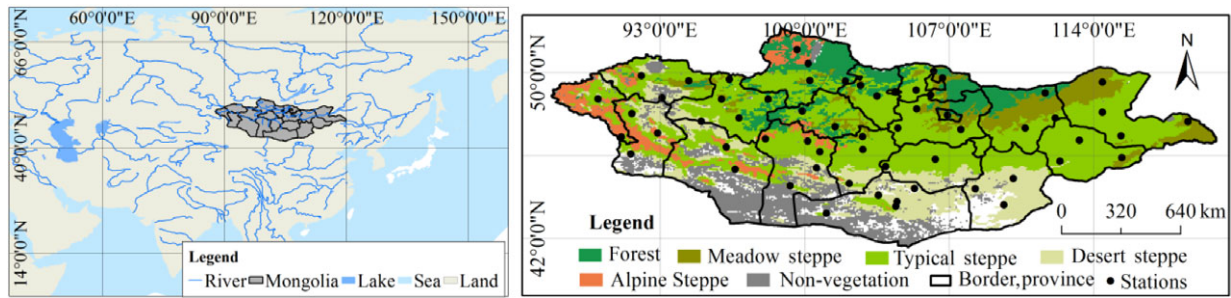 60°0'0"E 90°0'0"E 120°0'0"E 150°0'0"E
66°0'0"N
40°0'0"N
14°0'0"N
Legend
River Mongolia Lake Sea Land
93°0'0"E 100°0'0"E 107°0'0"E 114°0'0"E
N
50°0'0"N
42°0'0"N
0 320 640 km
Legend
Forest Meadow steppe Typical steppe Desert steppe
Alpine Steppe Non-vegetation Border,province Stations